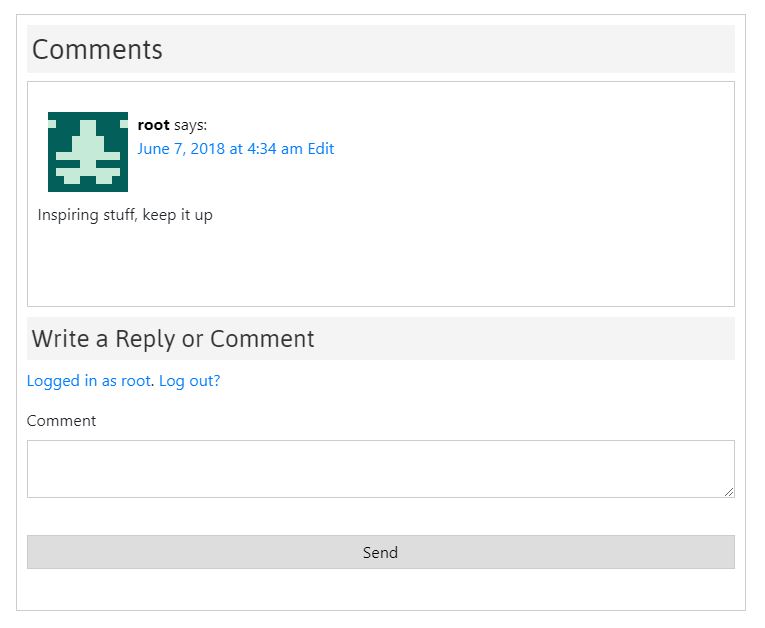 Comments
root says:
June 7, 2018 at 4:34 am Edit
Inspiring stuff, keep it up
Write a Reply or Comment
Logged in as root. Log out?
Comment
Send